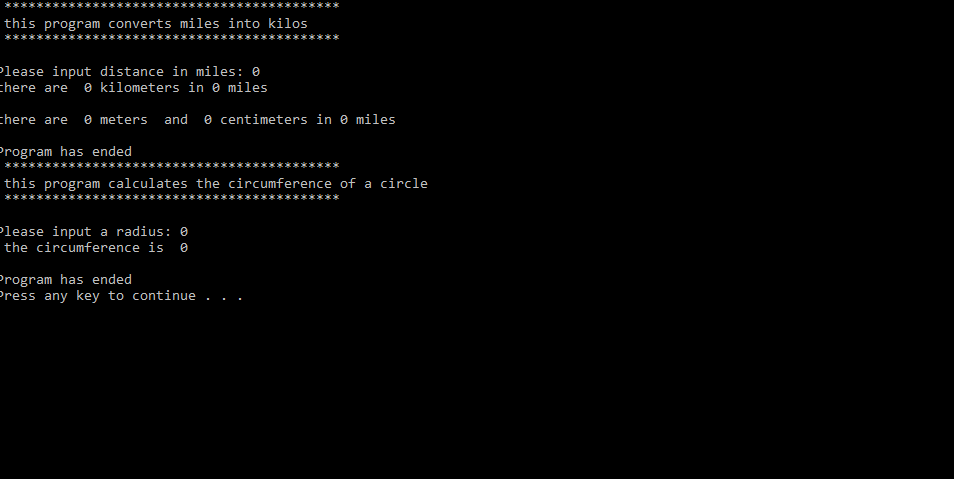 ******************************************
this program converts miles into kilos
******************************************
Please input distance in miles: 0
there are  0 kilometers in 0 miles
there are  0 meters  and  0 centimeters in 0 miles
Program has ended
******************************************
this program calculates the circumference of a circle
******************************************
Please input a radius: 0
the circumference is  0
Program has ended
Press any key to continue . . .